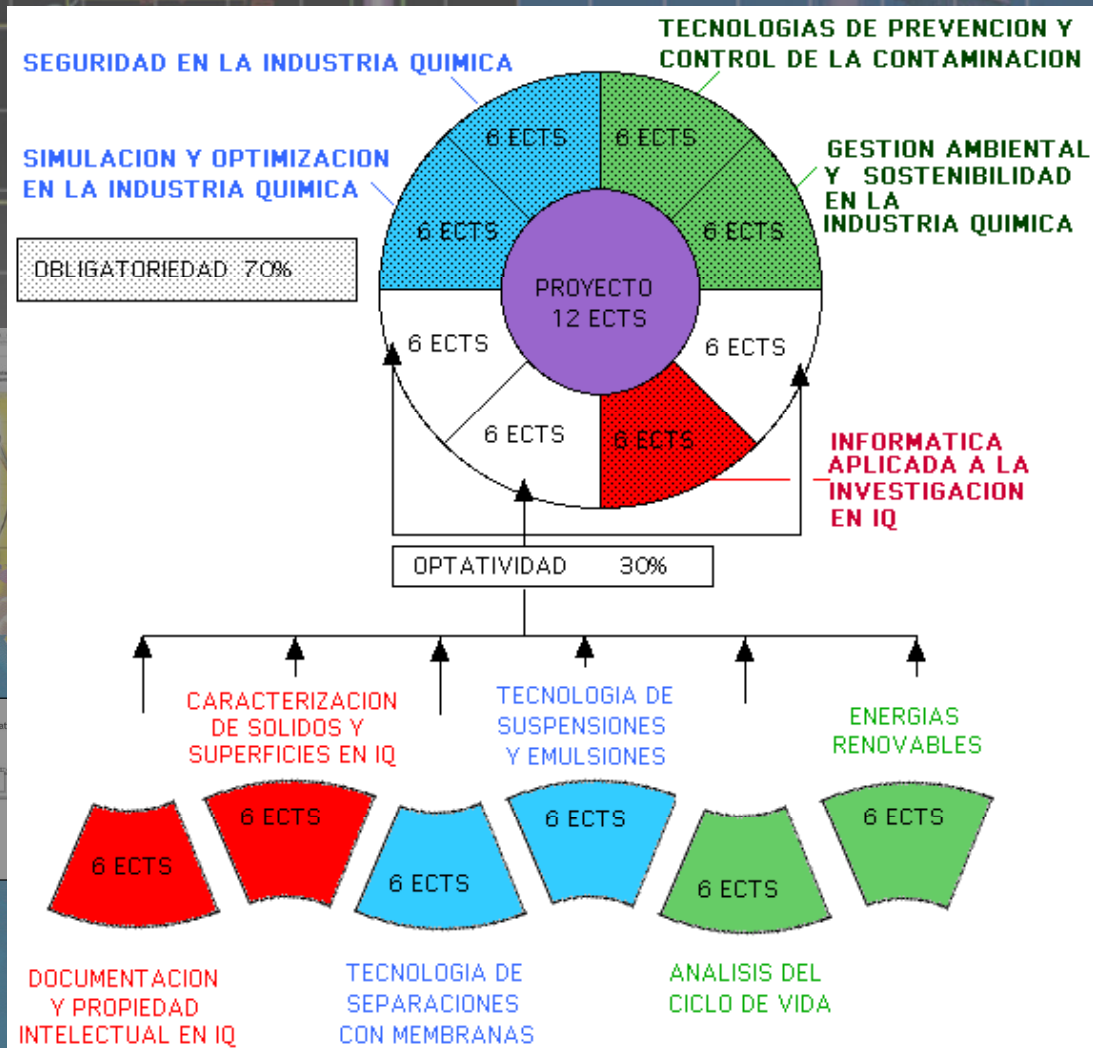 TECNOLOGIAS DE PREVENCION Y
CONTROL DE LA CONTAMINACION
SEGURIDAD EN LA INDUSTRIA QUIMICA
6 ECTS
6 ECTS
SIMULACION Y OPTIMIZACION
EN LA INDUSTRIA QUIMICA
GESTION AMBIENTAL
Y SOSTENIBILIDAD
EN LA
INDUSTRIA QUIMICA
6 ECTS
6 ECTS
OBLIGATORIEDAD 70%
PROYECTO
12 ECTS
6 ECTS
6 ECTS
6 ECTS
6 ECTS
INFORMATICA
APLICADA A LA
INVESTIGACION
EN IQ
OPTATIVIDAD 30%
CARACTERIZACION
DE SOLIDOS Y
SUPERFICIES EN IQ
TECNOLOGIA DE
SUSPENSIONES
Y EMULSIONES
ENERGIAS
RENOVABLES
6 ECTS
6 ECTS
6 ECTS
6 ECTS
6 ECTS
6 ECTS
DOCUMENTACION
Y PROPIEDAD
INTELECTUAL EN IQ
TECNOLOGIA DE
SEPARACIONES
CON MEMBRANAS
ANALISIS DEL
CICLO DE VIDA